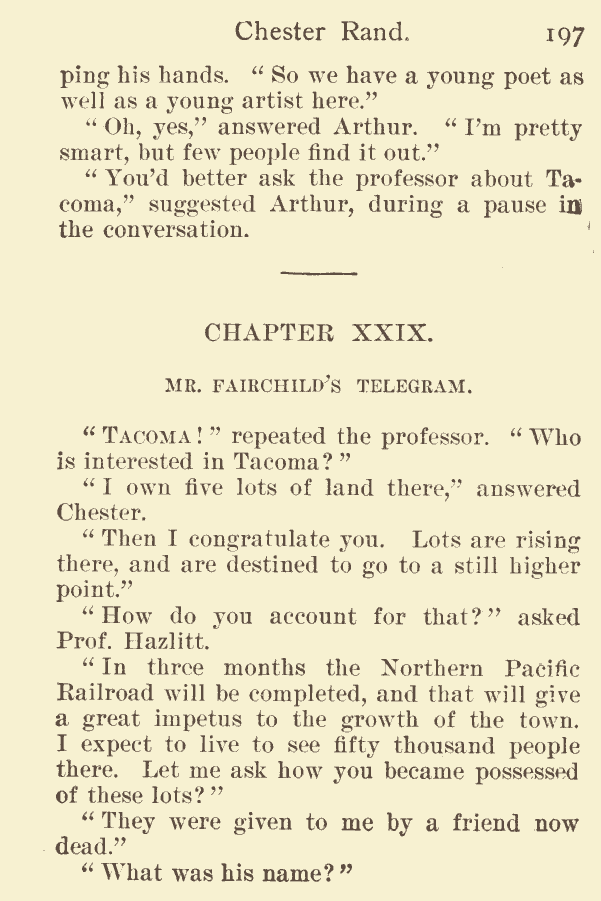 Chester Rand. 197
ping his hands. “ So we have a young poet as
well as a young artist here.”
“ Oh, yes,” answered Arthur. “ I'm pretty
smart, but few people find it out.”
“ You'd better ask the professor about Ta-
coma,” suggested Arthur, during a pause in
the conversation.
CHAPTER XXIX.
MR. FAIRCHILD'S TELEGRAM.
“ TACOMA ! ” repeated the professor. “ Who
is interested in Tacoma? ”
“ I own five lots of land there,” answered
Chester.
“ Then I congratulate you. Lots are rising
there, and are destined to go to a still higher
point.”
“ How do you account for that? ” asked
Prof. Hazlitt.
“ In three months the Northern Pacific
Railroad will be completed, and that will give
a great impetus to the growth of the town.
I expect to live to see fifty thousand people
there. Let me ask how you became possessed
of these lots? ”
“ They were given to me by a friend now
dead.”
“ What was his name? ”